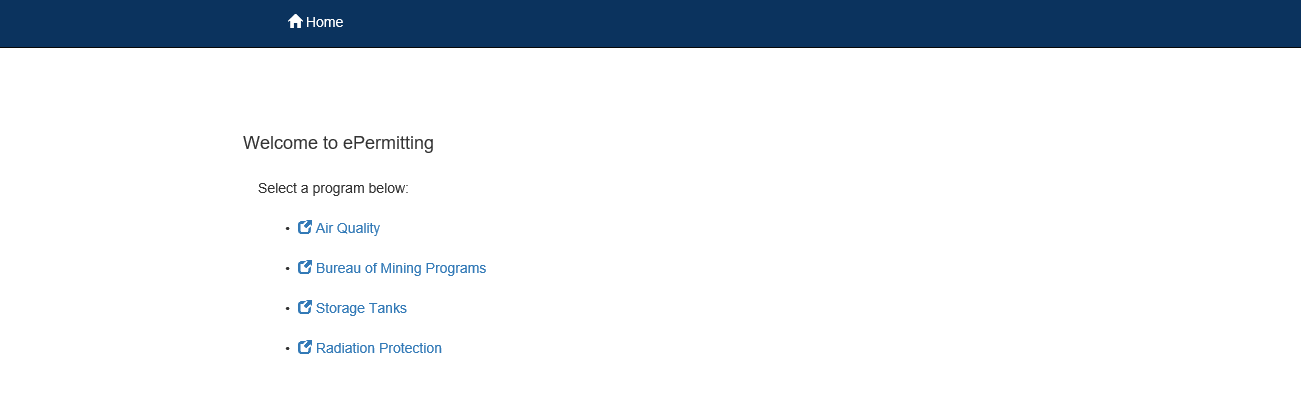 Home
Welcome to ePermitting
Select a program below:
• Air Quality
• Bureau of Mining Programs
• Storage Tanks
• Radiation Protection